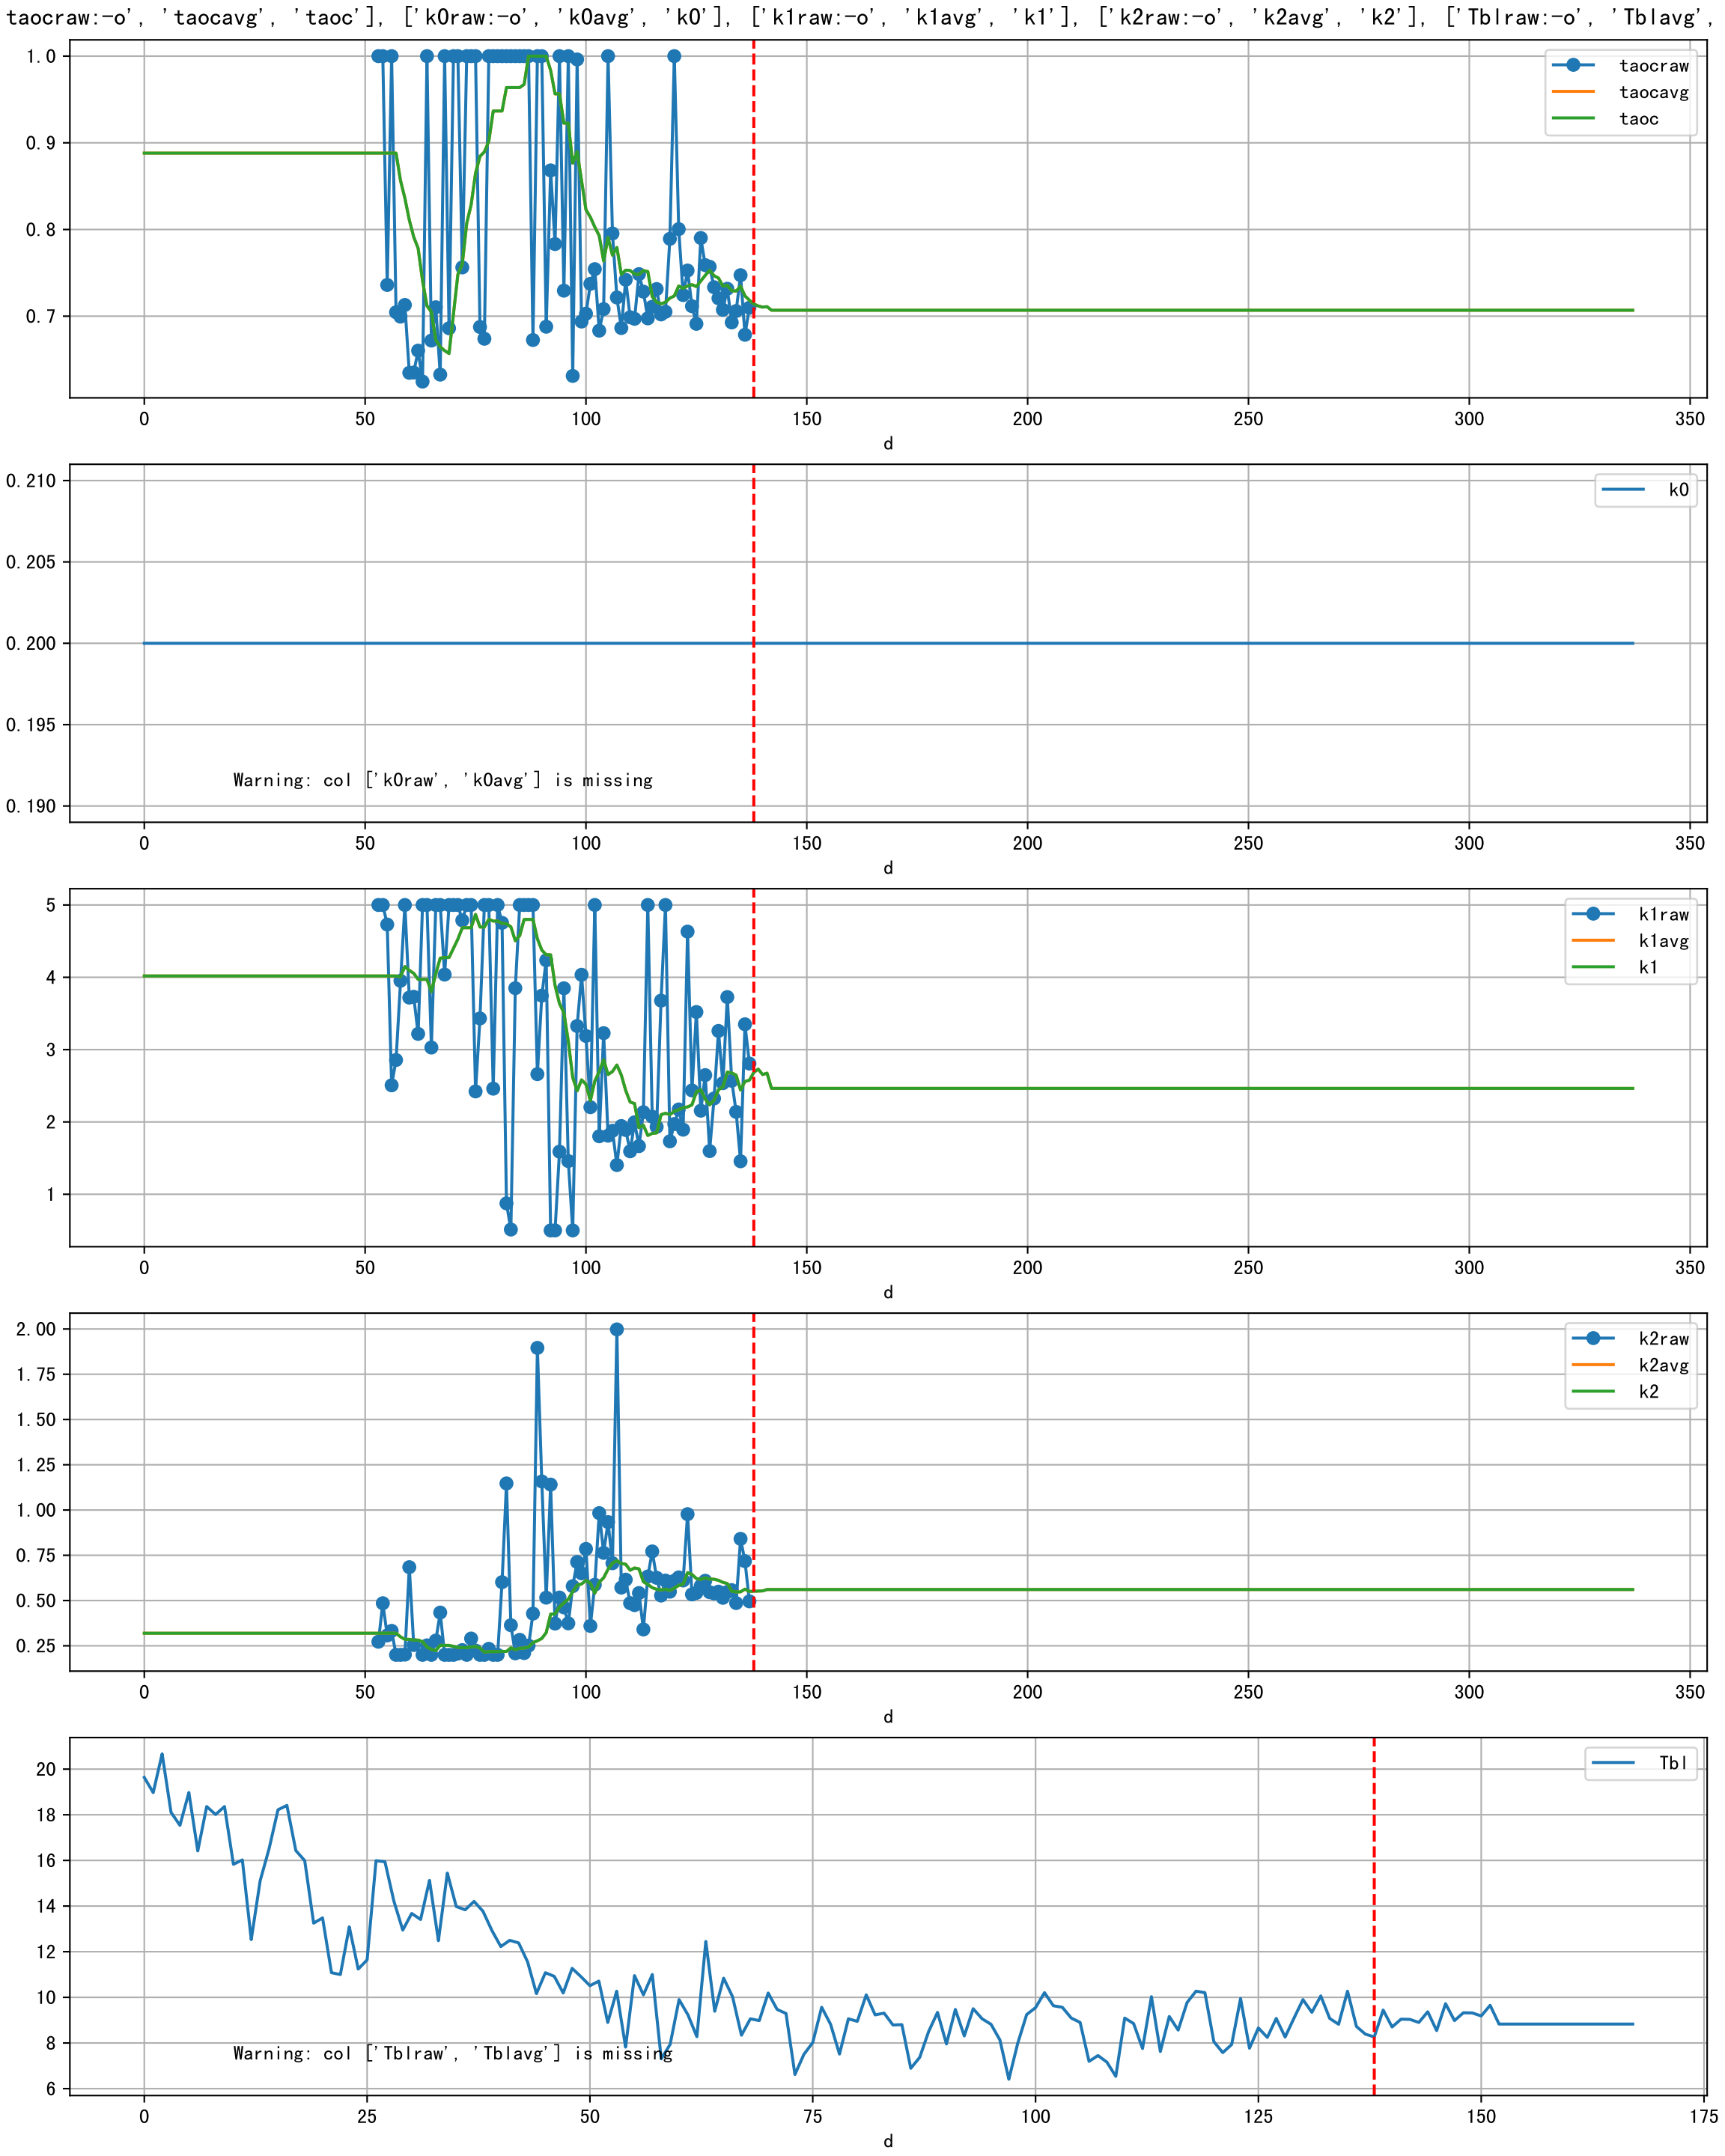 taocraw:-o', 'taocavg', 'taoc'], ['k0raw:-o', 'k0avg', 'k0'], ['k1raw:-o', 'k1avg', 'k1'], ['k2raw:-o', 'k2avg', 'k2'], ['Tblraw:-o', 'Tblavg',
1.0
0.9
0.8
0.7
taocraw
taocavg
taoc
0 50 100 150 200 250 300 350
d
0.210
0.205
0.200
0.195
0.190
k0
Warning: col ['k0raw', 'k0avg'] is missing
0 50 100 150 200 250 300 350
d
5
4
3
2
1
k1raw
k1avg
k1
0 50 100 150 200 250 300 350
d
2.00
1.75
1.50
1.25
1.00
0.75
0.50
0.25
k2raw
k2avg
k2
0 50 100 150 200 250 300 350
d
20
18
16
14
12
10
8
6
Tbl
Warning: col ['Tblraw', 'Tblavg'] is missing
0 25 50 75 100 125 150 175
d